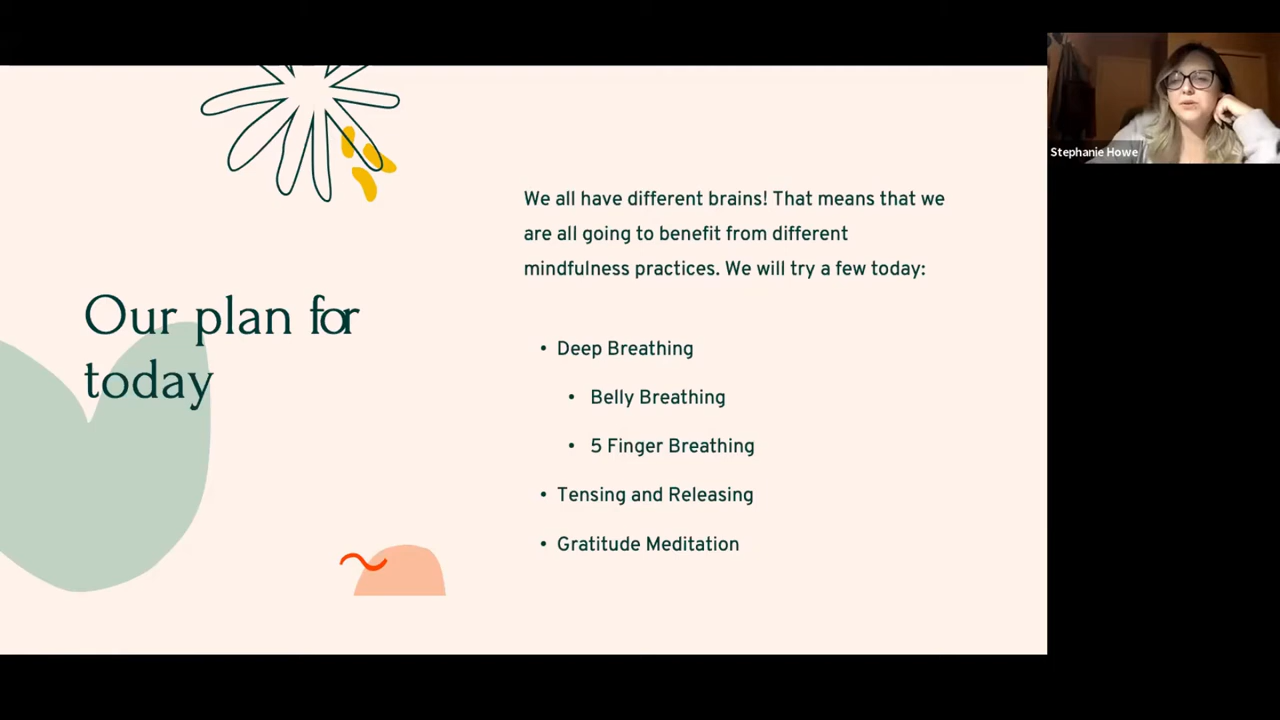 Our plan for
today
We all have different brains! That means that we
are all going to benefit from different
mindfulness practices. We will try a few today:
• Deep Breathing
• Belly Breathing
• 5 Finger Breathing
• Tensing and Releasing
• Gratitude Meditation
Stephanie Howe